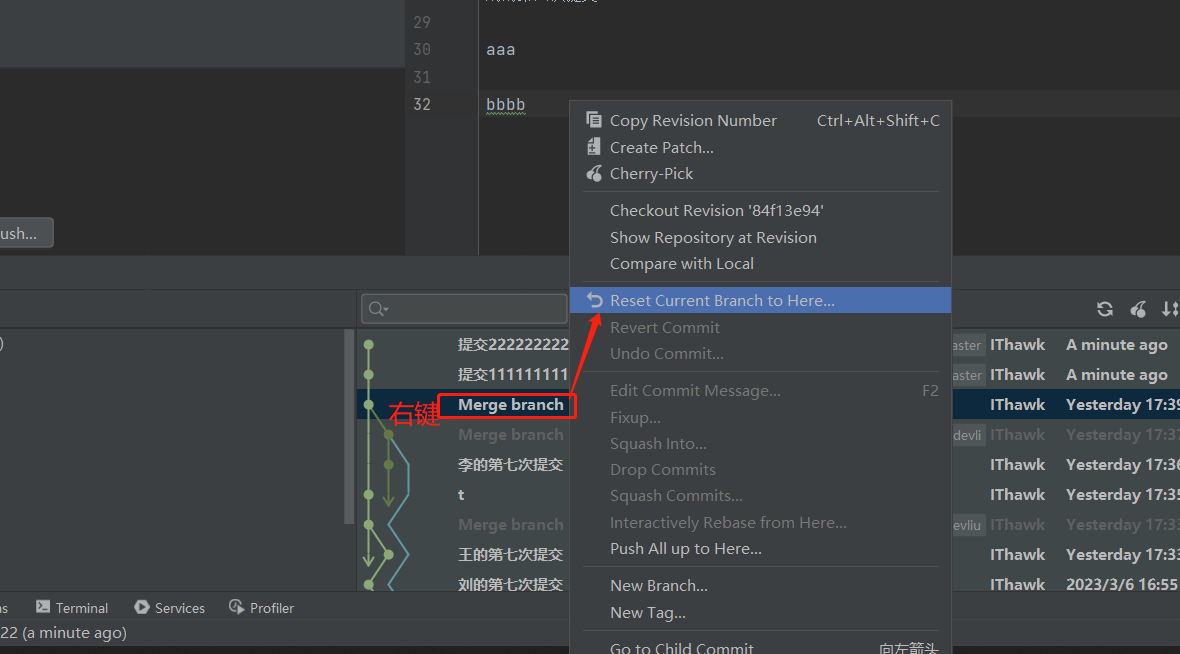 29
30 aaa
31
32 bbbb
Copy Revision Number Ctrl+Alt+Shift+C
Create Patch...
Cherry-Pick
Checkout Revision '84f13e94'
ush...
Show Repository at Revision
Compare with Local
Reset Current Branch to Here...
Revert Commit
Undo Commit...
Edit Commit Message... F2
Fixup...
Squash Into...
Drop Commits
Squash Commits...
Interactively Rebase from Here...
Push All up to Here...
New Branch...
New Tag...
Go to Child Commit 向左箭头
)
提交222222222 aster IThawk A minute ago
提交111111111 aster IThawk A minute ago
右键 Merge branch IThawk Yesterday 17:39
Merge branch devli IThawk Yesterday 17:37
李的第七次提交 IThawk Yesterday 17:36
t IThawk Yesterday 17:35
Merge branch evliu IThawk Yesterday 17:33
王的第七次提交 IThawk Yesterday 17:33
刘的第七次提交 IThawk 2023/3/6 16:55
ns Terminal Services Profiler
22 (a minute ago)